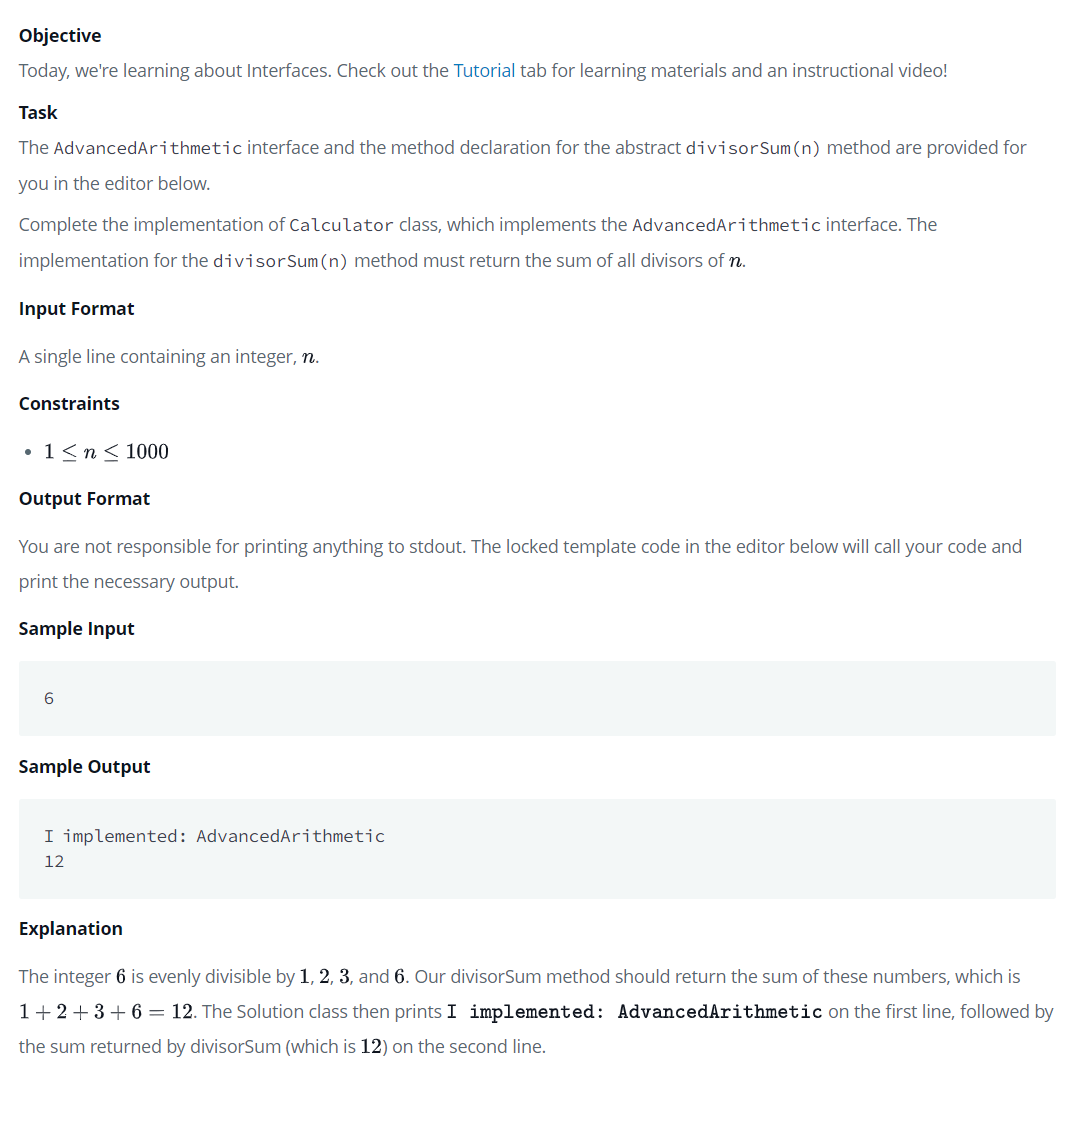 Objective
Today, we're learning about Interfaces. Check out the Tutorial tab for learning materials and an instructional video!
Task
The AdvancedArithmetic interface and the method declaration for the abstract divisorSum(n) method are provided for
you in the editor below.
Complete the implementation of Calculator class, which implements the AdvancedArithmetic interface. The
implementation for the divisorSum(n) method must return the sum of all divisors of n.
Input Format
A single line containing an integer, n.
Constraints
• 1 ≤ n ≤ 1000
Output Format
You are not responsible for printing anything to stdout. The locked template code in the editor below will call your code and
print the necessary output.
Sample Input
6
Sample Output
I implemented: AdvancedArithmetic
12
Explanation
The integer 6 is evenly divisible by 1, 2, 3, and 6. Our divisorSum method should return the sum of these numbers, which is
1 + 2 + 3 + 6 = 12. The Solution class then prints I implemented: AdvancedArithmetic on the first line, followed by
the sum returned by divisorSum (which is 12) on the second line.